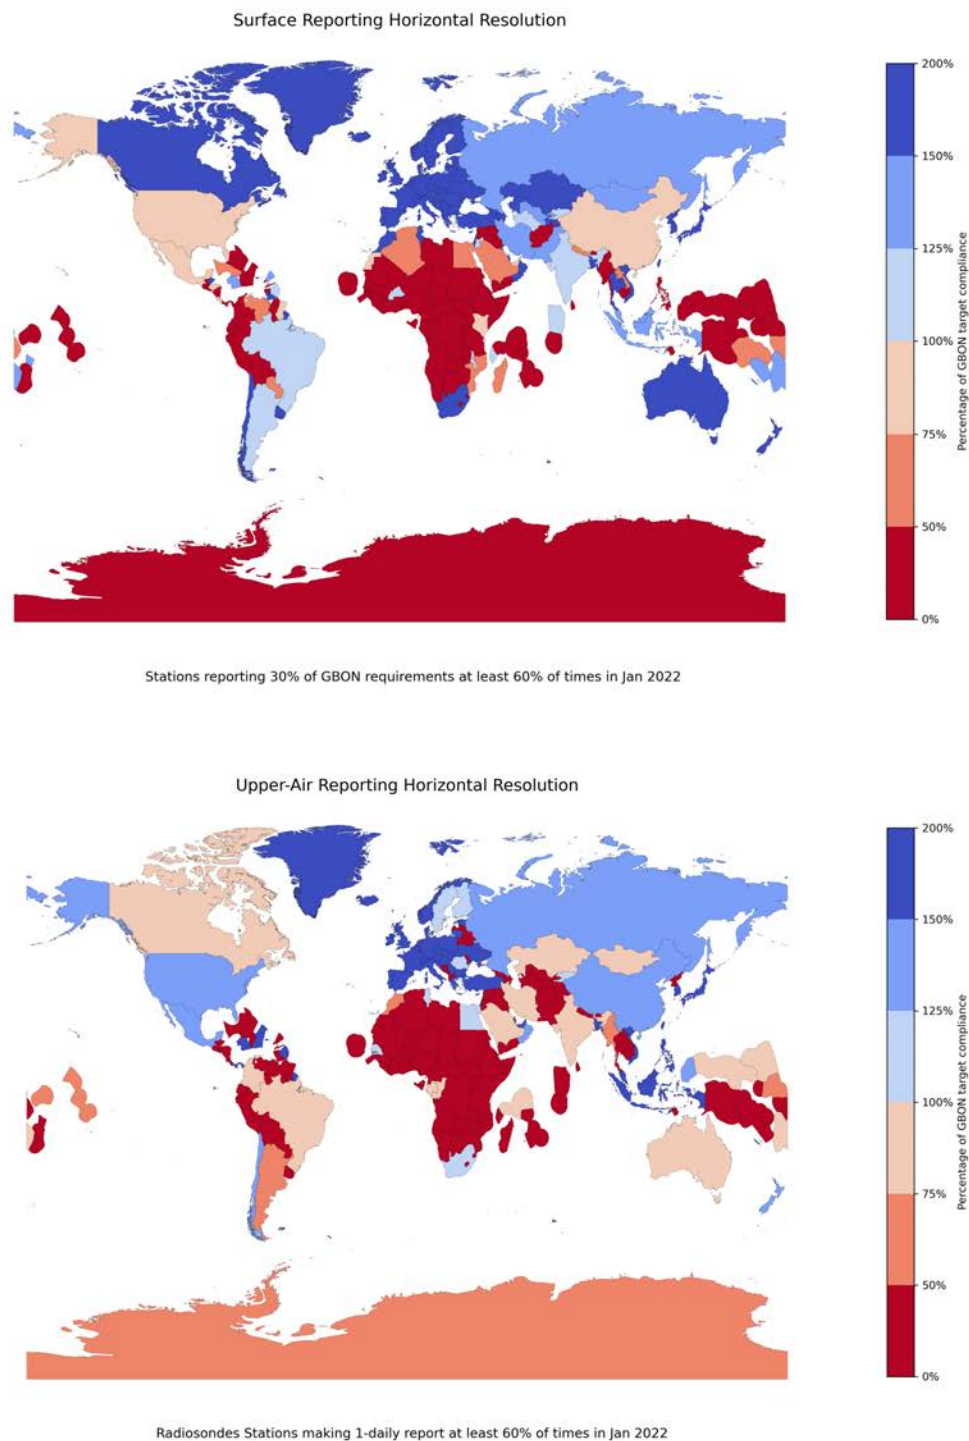 Surface Reporting Horizontal Resolution
200%
150%
125%
100%
75%
50%
0%
Percentage of GBON target compliance
Stations reporting 30% of GBON requirements at least 60% of times in Jan 2022
Upper-Air Reporting Horizontal Resolution
200%
150%
125%
100%
75%
50%
0%
Percentage of GBON target compliance
Radiosondes Stations making 1-daily report at least 60% of times in Jan 2022